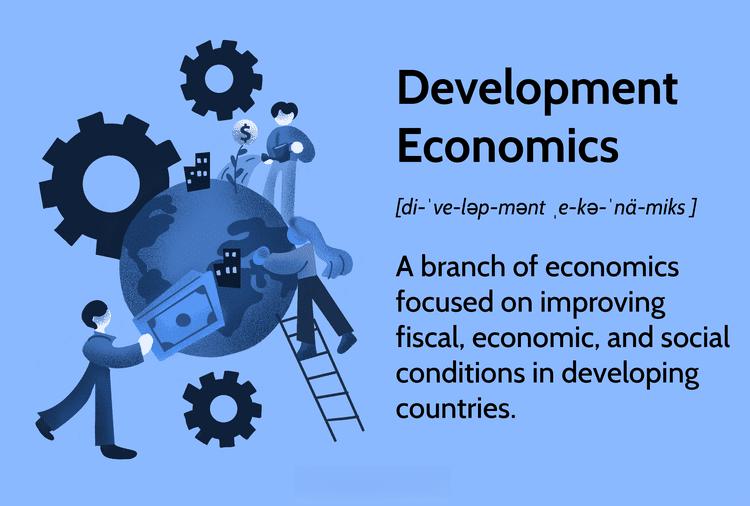 $
Development
Economics
[di-ˈve-ləp-mənt ˌe-kə-ˈnä-miks ]
A branch of economics
focused on improving
fiscal, economic, and social
conditions in developing
countries.